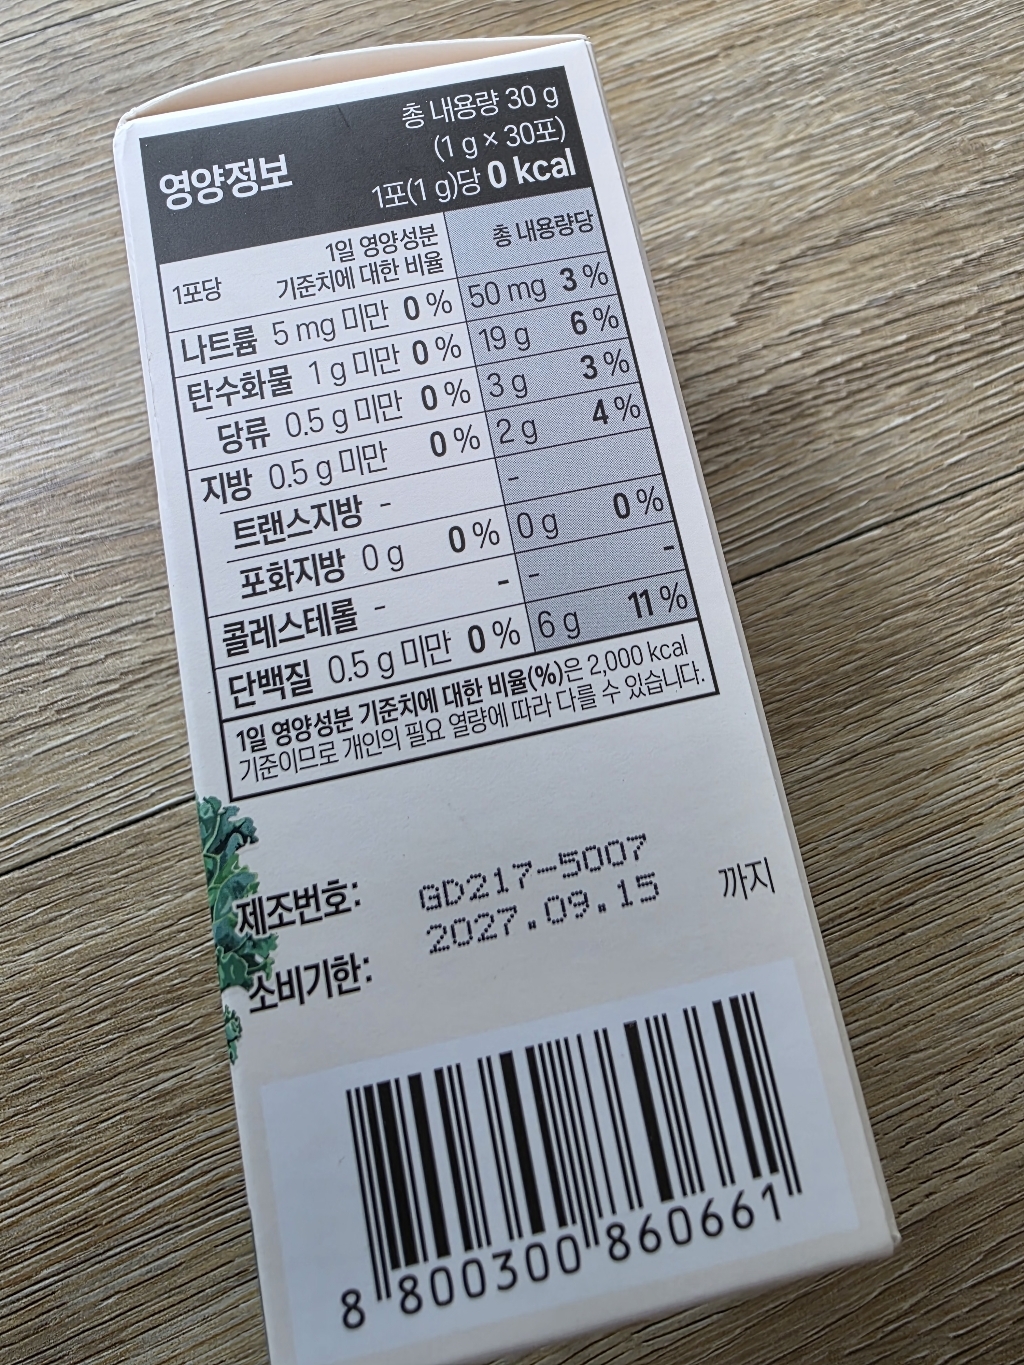 영양정보
총 내용량 30 g
(1 g × 30포)
1포(1 g)당 0 kcal
1포당 1일 영양성분 기준치에 대한 비율 총 내용량당
나트륨 5 mg 미만 0 % 50 mg 3 %
탄수화물 1 g 미만 0 % 19 g 6 %
당류 0.5 g 미만 0 % 3 g 3 %
지방 0.5 g 미만 0 % 2 g 4 %
트랜스지방 - -
포화지방 0 g 0 % 0 g 0 %
콜레스테롤 - - - -
단백질 0.5 g 미만 0 % 6 g 11 %
1일 영양성분 기준치에 대한 비율(%)은 2,000 kcal
기준이므로 개인의 필요 열량에 따라 다를 수 있습니다.
제조번호: GD217-5007
소비기한: 2027.09.15 까지
8 800300 860661